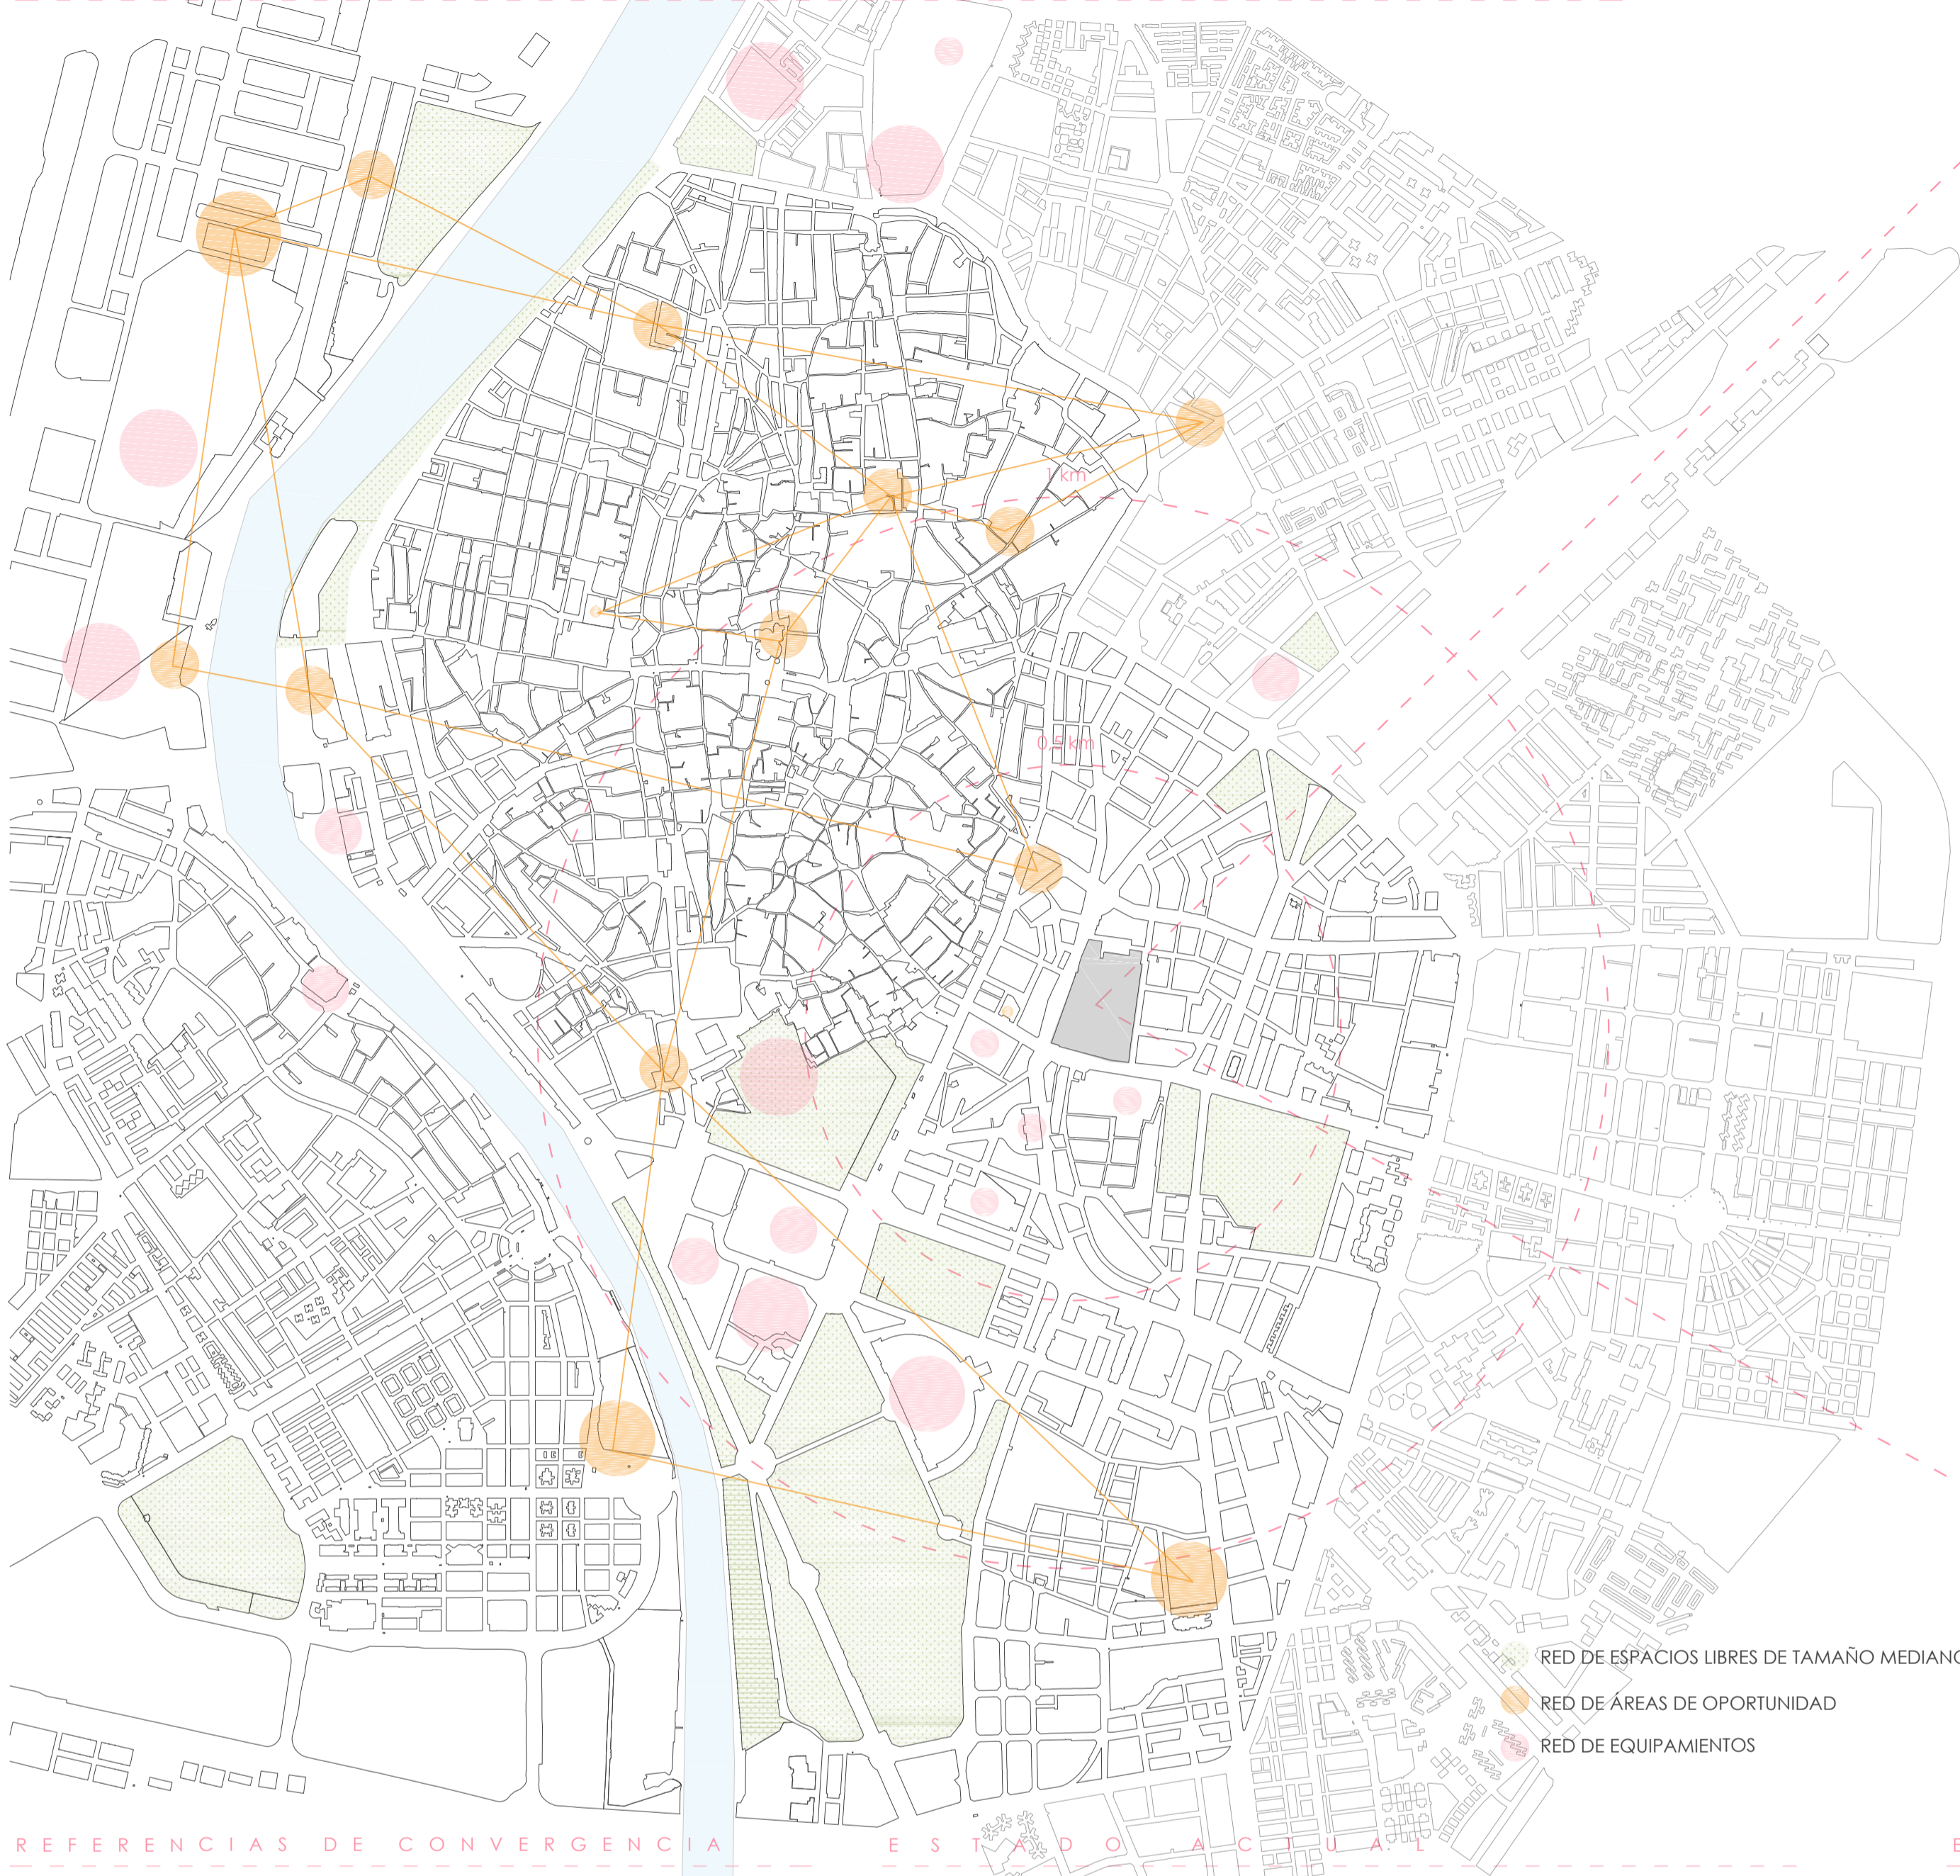 1 km
0,5 km
RED DE ESPACIOS LIBRES DE TAMAÑO MEDIANO
RED DE ÁREAS DE OPORTUNIDAD
RED DE EQUIPAMIENTOS
REFERENCIAS DE CONVERGENCIA ESTADO ACTUAL E